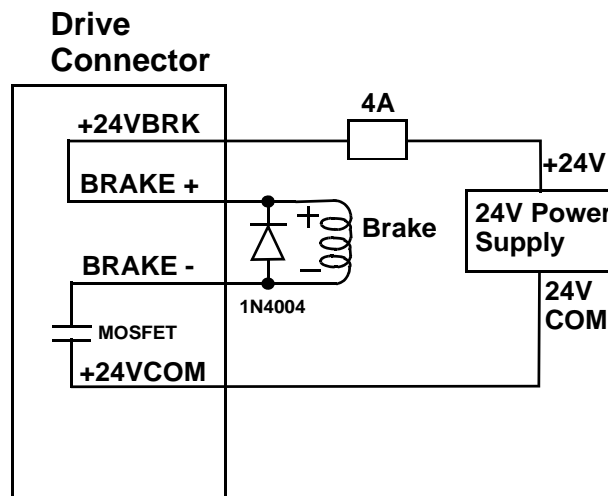 Drive
Connector
4A
+24VBRK
+24V
BRAKE +
+
Brake
24V Power
Supply
BRAKE -
–
1N4004
24V
COM
MOSFET
+24VCOM